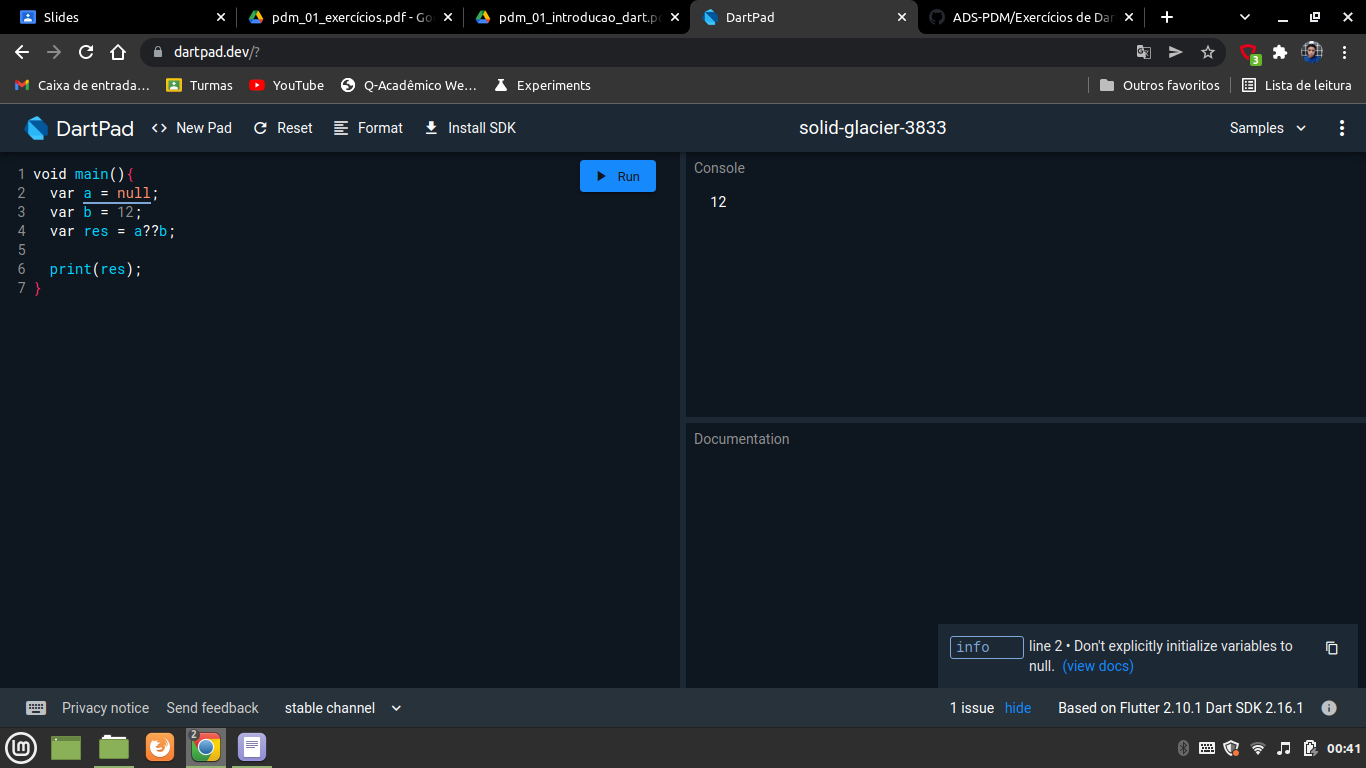 Slides
pdm_01_exercícios.pdf - Go
pdm_01_introducao_dart.p
DartPad
ADS-PDM/Exercícios de Dar
dartpad.dev/?
3
Caixa de entrada…
Turmas
YouTube
Q-Acadêmico We…
Experiments
Outros favoritos
Lista de leitura
DartPad
<> New Pad
Reset
Format
Install SDK
solid-glacier-3833
Samples
1 void main(){
2 var a = null;
3 var b = 12;
4 var res = a??b;
5
6 print(res);
7 }
Run
Console
12
Documentation
info
line 2 • Don't explicitly initialize variables to
null. (view docs)
Privacy notice
Send feedback
stable channel
1 issue
hide
Based on Flutter 2.10.1 Dart SDK 2.16.1
2
00:41